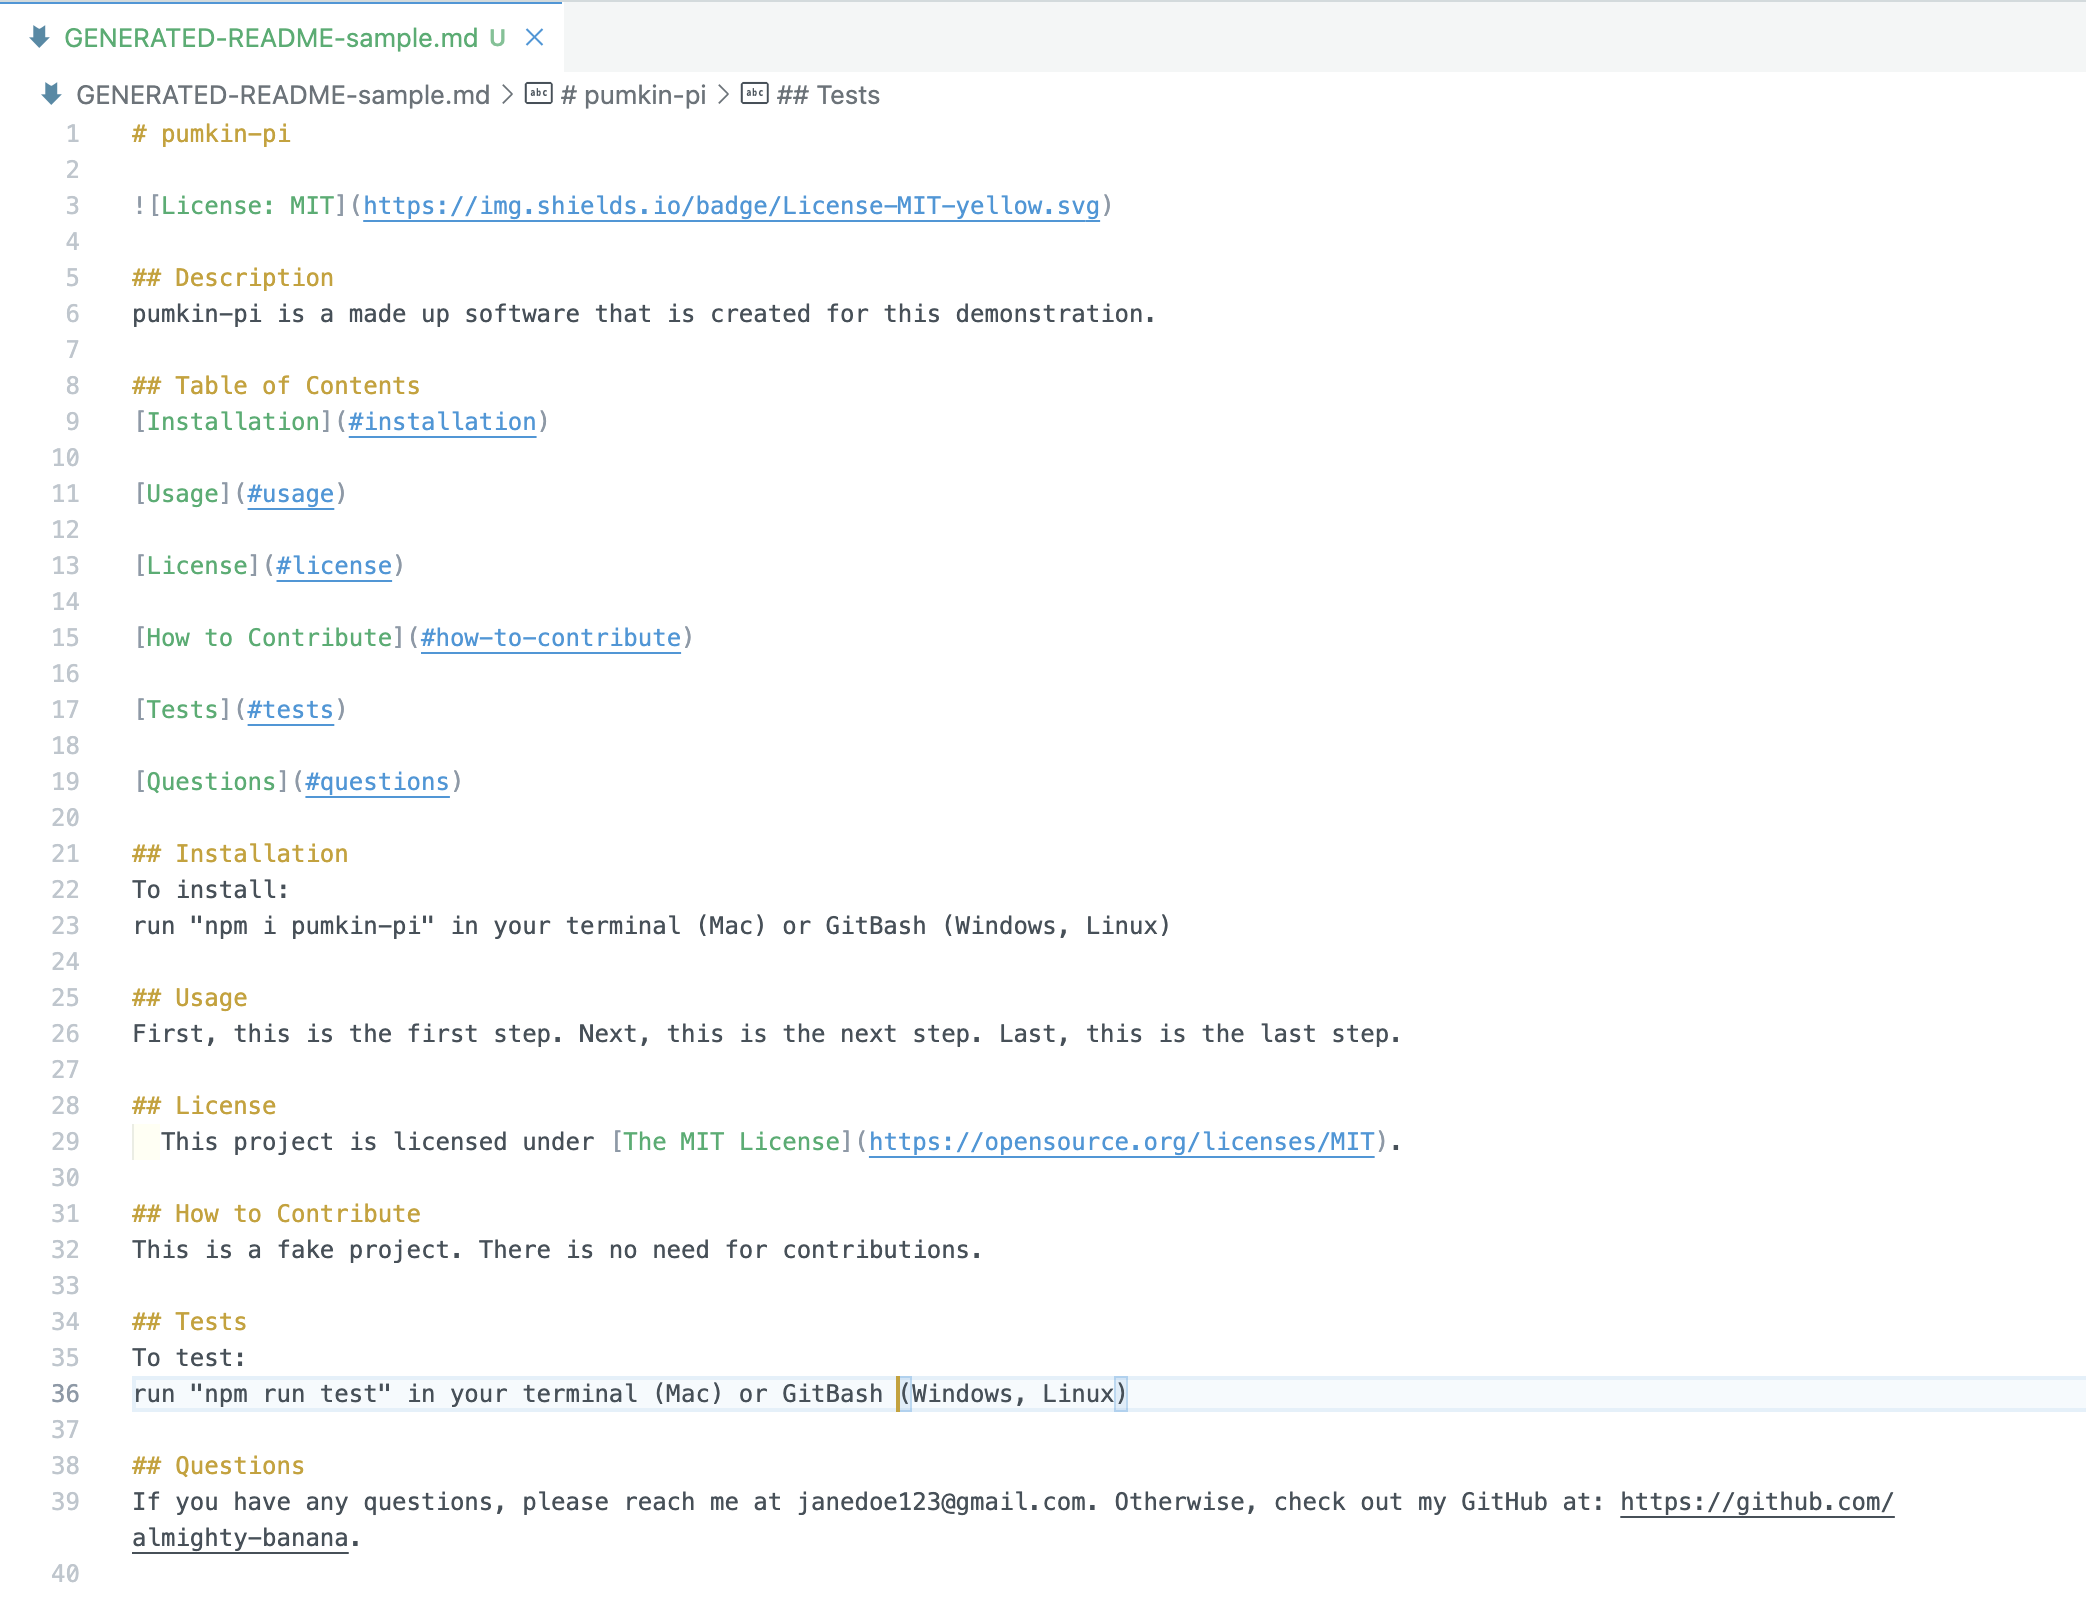 GENERATED-README-sample.md U
GENERATED-README-sample.md > abc # pumkin-pi > abc ## Tests
1 # pumkin-pi
2
3 ![License: MIT](https://img.shields.io/badge/License-MIT-yellow.svg)
4
5 ## Description
6 pumkin-pi is a made up software that is created for this demonstration.
7
8 ## Table of Contents
9 [Installation](#installation)
10
11 [Usage](#usage)
12
13 [License](#license)
14
15 [How to Contribute](#how-to-contribute)
16
17 [Tests](#tests)
18
19 [Questions](#questions)
20
21 ## Installation
22 To install:
23 run "npm i pumkin-pi" in your terminal (Mac) or GitBash (Windows, Linux)
24
25 ## Usage
26 First, this is the first step. Next, this is the next step. Last, this is the last step.
27
28 ## License
29   This project is licensed under [The MIT License](https://opensource.org/licenses/MIT).
30
31 ## How to Contribute
32 This is a fake project. There is no need for contributions.
33
34 ## Tests
35 To test:
36 run "npm run test" in your terminal (Mac) or GitBash (Windows, Linux)
37
38 ## Questions
39 If you have any questions, please reach me at janedoe123@gmail.com. Otherwise, check out my GitHub at: https://github.com/
almighty-banana.
40